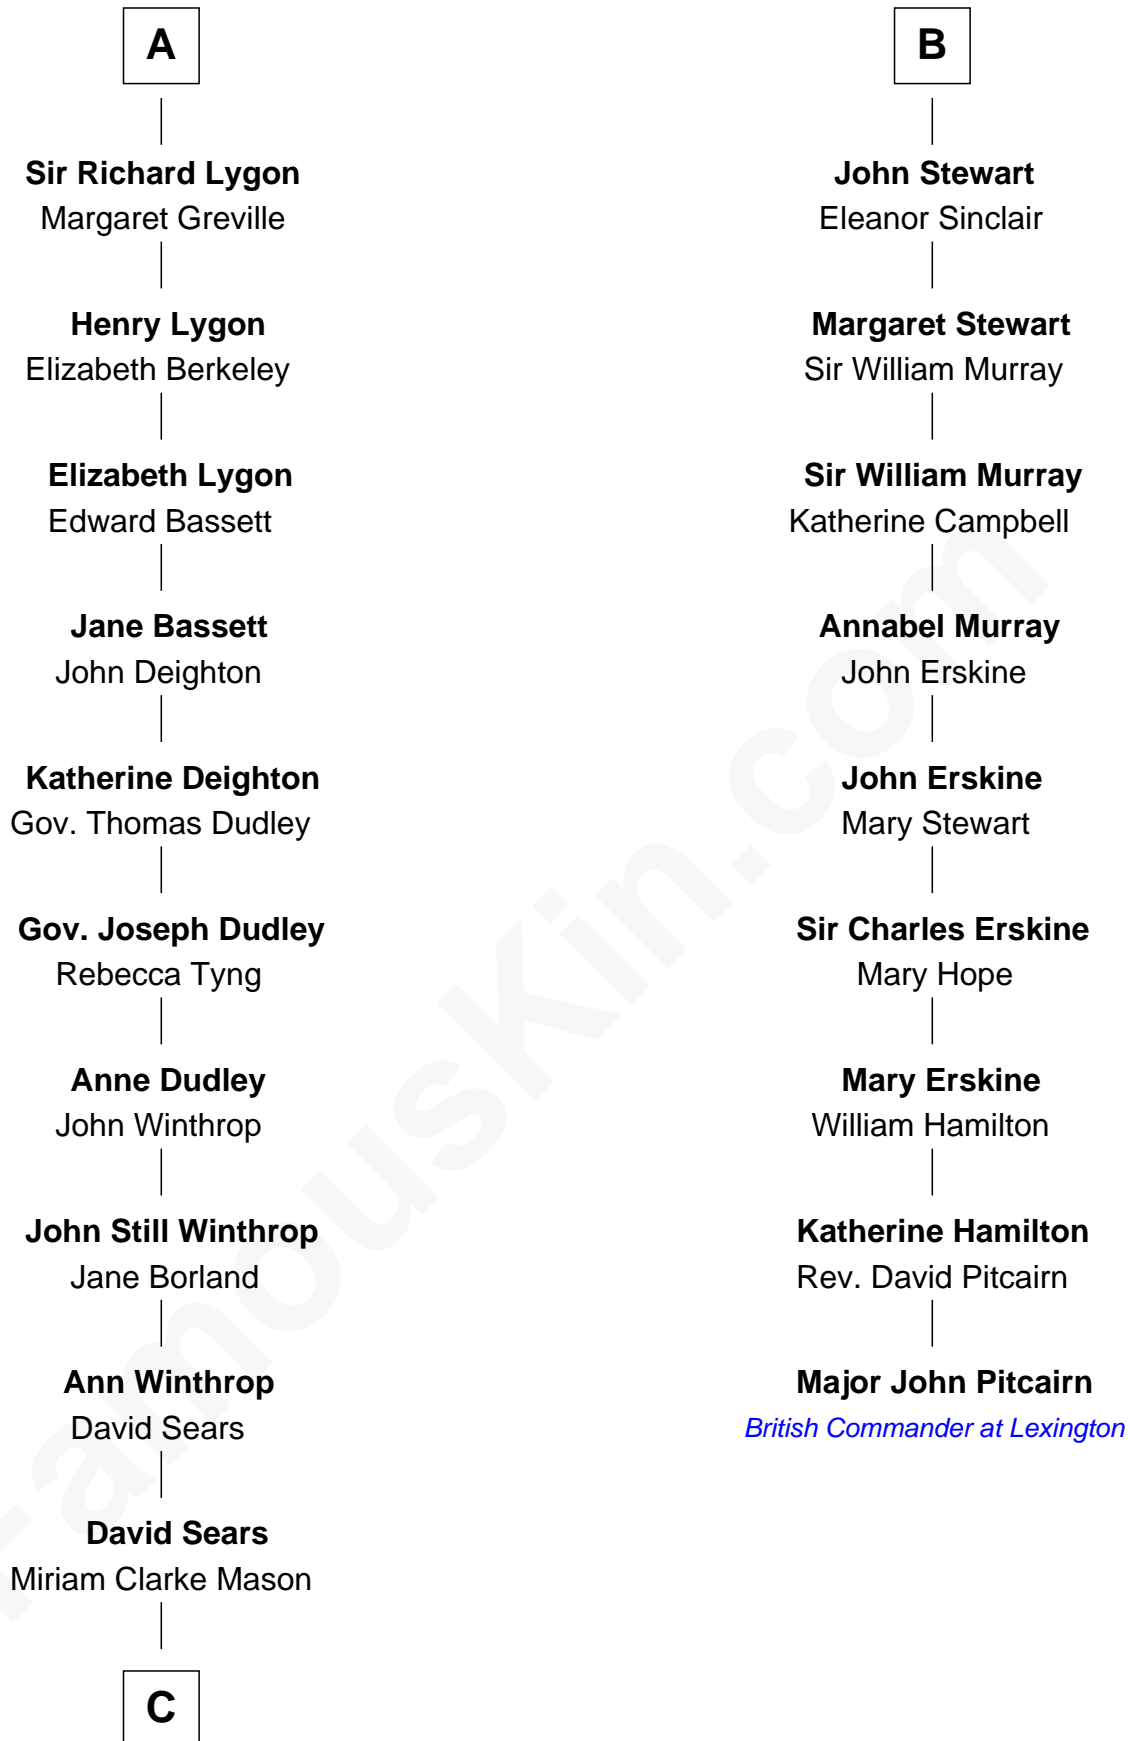 A
Sir Richard Lygon
Margaret Greville
Henry Lygon
Elizabeth Berkeley
Elizabeth Lygon
Edward Bassett
Jane Bassett
John Deighton
Katherine Deighton
Gov. Thomas Dudley
Gov. Joseph Dudley
Rebecca Tyng
Anne Dudley
John Winthrop
John Still Winthrop
Jane Borland
Ann Winthrop
David Sears
David Sears
Miriam Clarke Mason
C
B
John Stewart
Eleanor Sinclair
Margaret Stewart
Sir William Murray
Sir William Murray
Katherine Campbell
Annabel Murray
John Erskine
John Erskine
Mary Stewart
Sir Charles Erskine
Mary Hope
Mary Erskine
William Hamilton
Katherine Hamilton
Rev. David Pitcairn
Major John Pitcairn
British Commander at Lexington
FamousKin.com